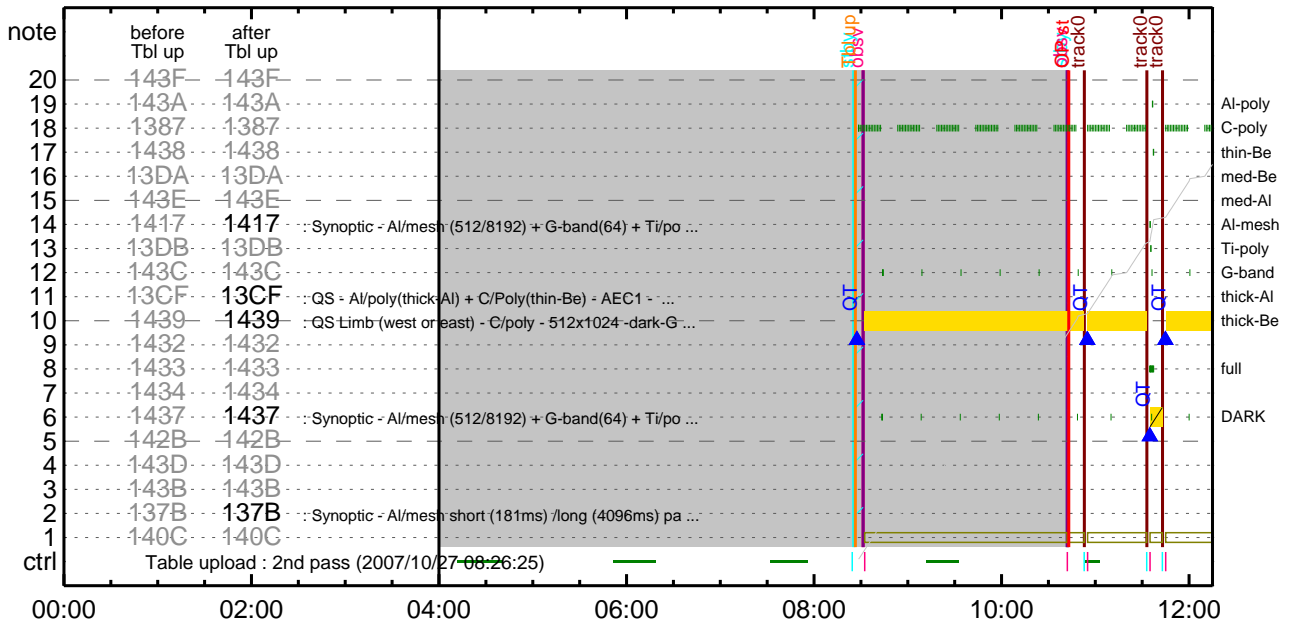 note before after Tbl up obsv OP st track0 track0 track0
Tbl up Tbl up
20 143F 143F
19 143A 143A Al-poly
18 1387 1387 C-poly
17 1438 1438 thin-Be
16 13DA 13DA med-Be
15 143E 143E med-Al
14 1417 1417 : Synoptic - Al/mesh (512/8192) + G-band(64) + Ti/po ... Al-mesh
13 13DB 13DB Ti-poly
12 143C 143C G-band
11 13CF 13CF : QS - Al/poly(thick-Al) + C/Poly(thin-Be) - AEC1 - ... QT QT QT thick-Al
10 1439 1439 : QS Limb (west or east) - C/poly - 512x1024 -dark-G ... thick-Be
9 1432 1432
8 1433 1433 full
7 1434 1434 QT
6 1437 1437 : Synoptic - Al/mesh (512/8192) + G-band(64) + Ti/po ... DARK
5 142B 142B
4 143D 143D
3 143B 143B
2 137B 137B : Synoptic - Al/mesh short (181ms) /long (4096ms) pa ...
1 140C 140C
ctrl Table upload : 2nd pass (2007/10/27 08:26:25)
00:00 02:00 04:00 06:00 08:00 10:00 12:00